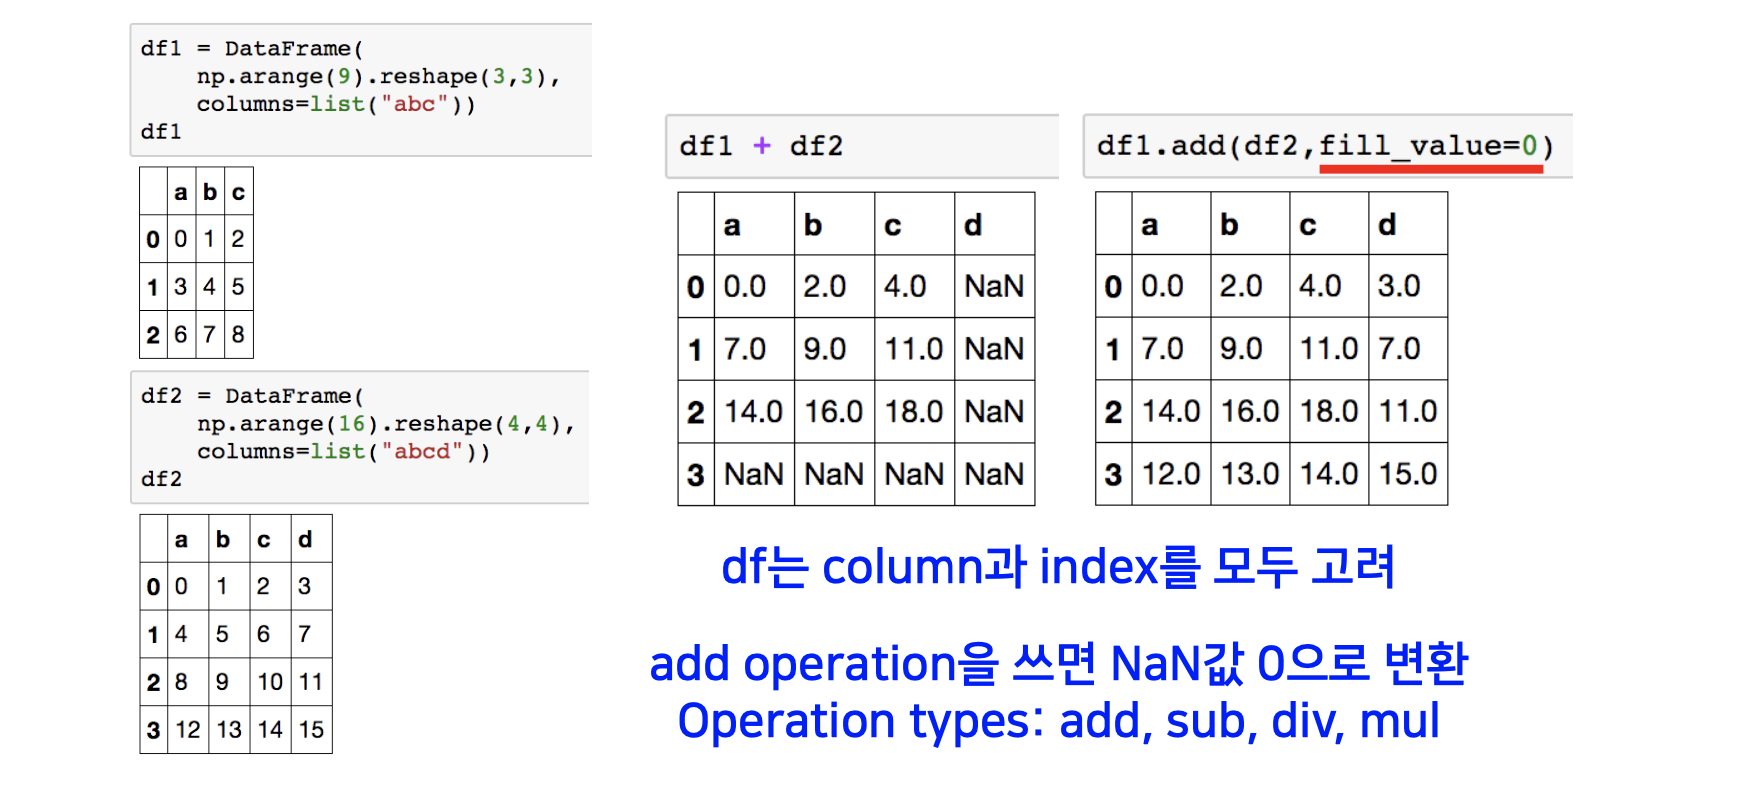 df1 = DataFrame(
np.arange(9).reshape(3,3),
columns=list("abc"))
df1
a b c
0 0 1 2
1 3 4 5
2 6 7 8
df2 = DataFrame(
np.arange(16).reshape(4,4),
columns=list("abcd"))
df2
a b c d
0 0 1 2 3
1 4 5 6 7
2 8 9 10 11
3 12 13 14 15
df1 + df2
a b c d
0 0.0 2.0 4.0 NaN
1 7.0 9.0 11.0 NaN
2 14.0 16.0 18.0 NaN
3 NaN NaN NaN NaN
df1.add(df2,fill_value=0)
a b c d
0 0.0 2.0 4.0 3.0
1 7.0 9.0 11.0 7.0
2 14.0 16.0 18.0 11.0
3 12.0 13.0 14.0 15.0
df는 column과 index를 모두 고려
add operation을 쓰면 NaN값 0으로 변환
Operation types: add, sub, div, mul